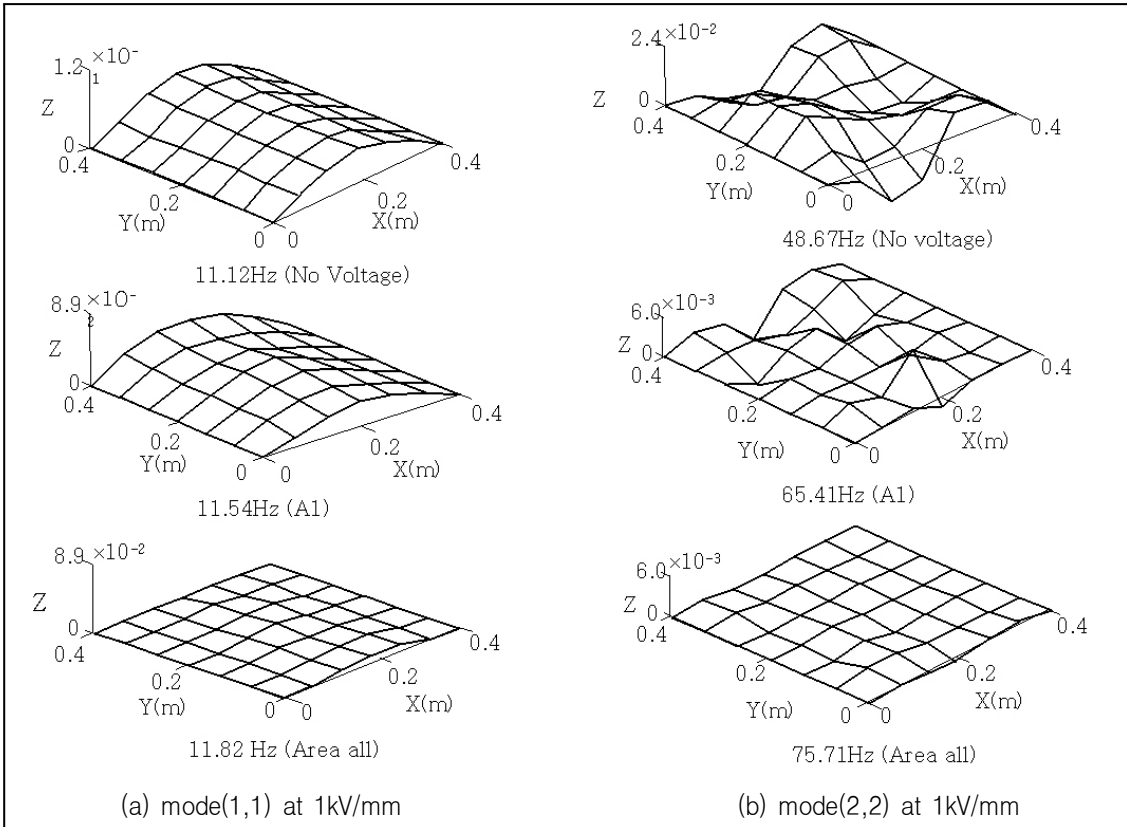 1.2 ×10-
1
Z
0
0.4
0.2
Y(m)
0 0
0.2
X(m)
0.4
11.12Hz (No Voltage)
8.9 ×10-
2
Z
0
0.4
0.2
Y(m)
0 0
0.2
X(m)
0.4
11.54Hz (A1)
8.9 ×10-2
Z
0
0.4
0.2
Y(m)
0 0
0.2
X(m)
0.4
11.82 Hz (Area all)
(a) mode(1,1) at 1kV/mm
2.4 ×10-2
Z
0
0.4
0.2
Y(m)
0 0
0.2
X(m)
0.4
48.67Hz (No voltage)
6.0 ×10-3
Z
0
0.4
0.2
Y(m)
0 0
0.2
X(m)
0.4
65.41Hz (A1)
6.0 ×10-3
Z
0
0.4
0.2
Y(m)
0 0
0.2
X(m)
0.4
75.71Hz (Area all)
(b) mode(2,2) at 1kV/mm